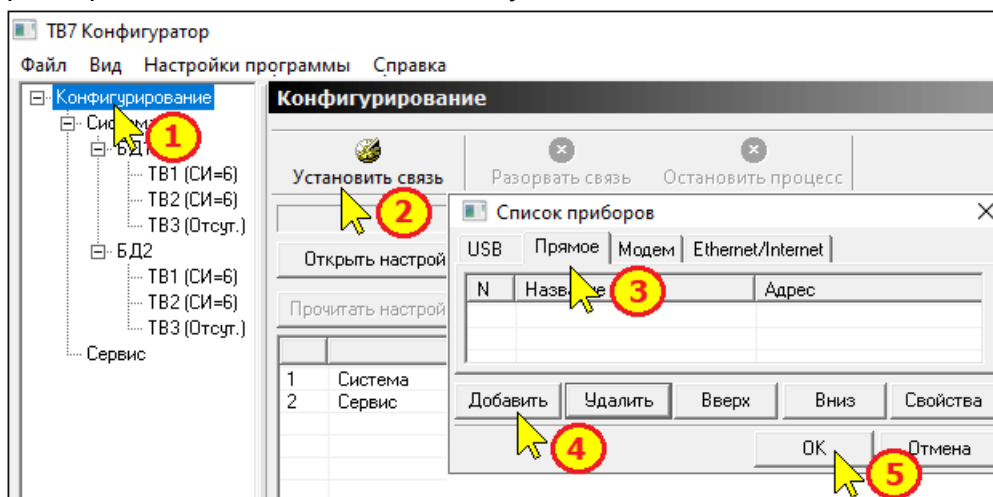 ТВ7 Конфигуратор
Файл Вид Настройки программы Справка
Конфигурирование
1
БД1
ТВ1 (СИ=6)
ТВ2 (СИ=6)
ТВ3 (Отсут.)
БД2
ТВ1 (СИ=6)
ТВ2 (СИ=6)
ТВ3 (Отсут.)
Сервис
Конфигурирование
Установить связь Разорвать связь Остановить процесс
2
Открыть настрой
Прочитать настрой
1 Система
2 Сервис
Список приборов
USB Прямое Модем Ethernet/Internet
N Название Адрес
3
Добавить Удалить Вверх Вниз Свойства
4
OK Отмена
5